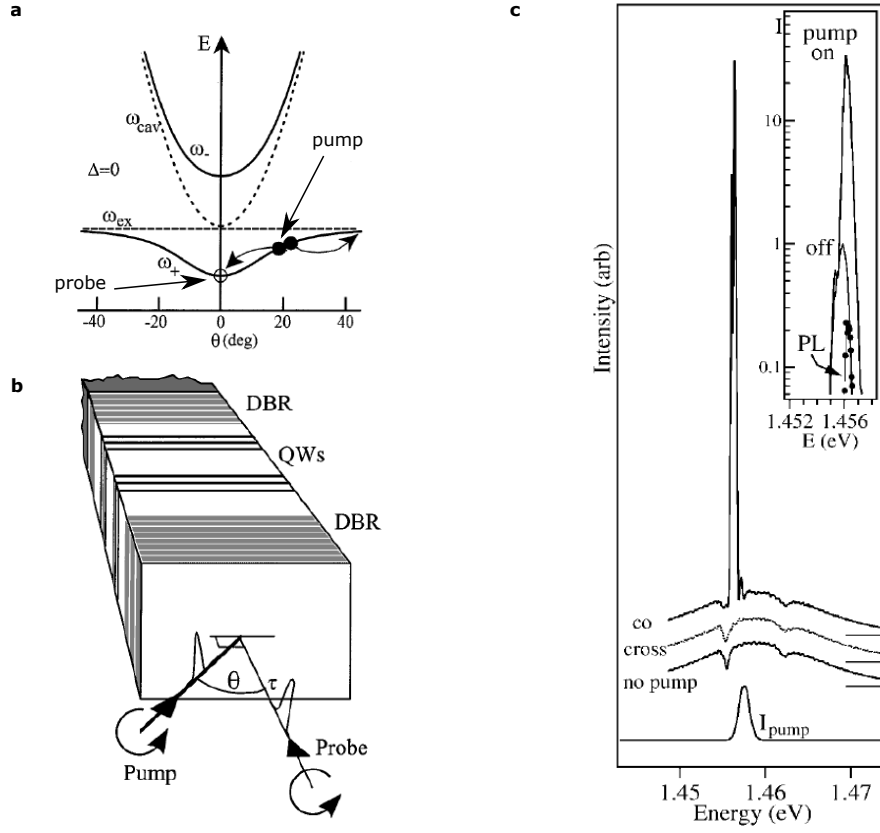 a
E
ω_cav
ω_-
pump
Δ=0
ω_ex
probe
ω_+
-40 -20 0 20 40
θ (deg)
b
DBR
QWs
DBR
θ
τ
Pump
Probe
c
I
pump
on
10
1
off
PL
0.1
1.452 1.456
E (eV)
Intensity (arb)
co
cross
no pump
I_pump
1.45 1.46 1.47
Energy (eV)